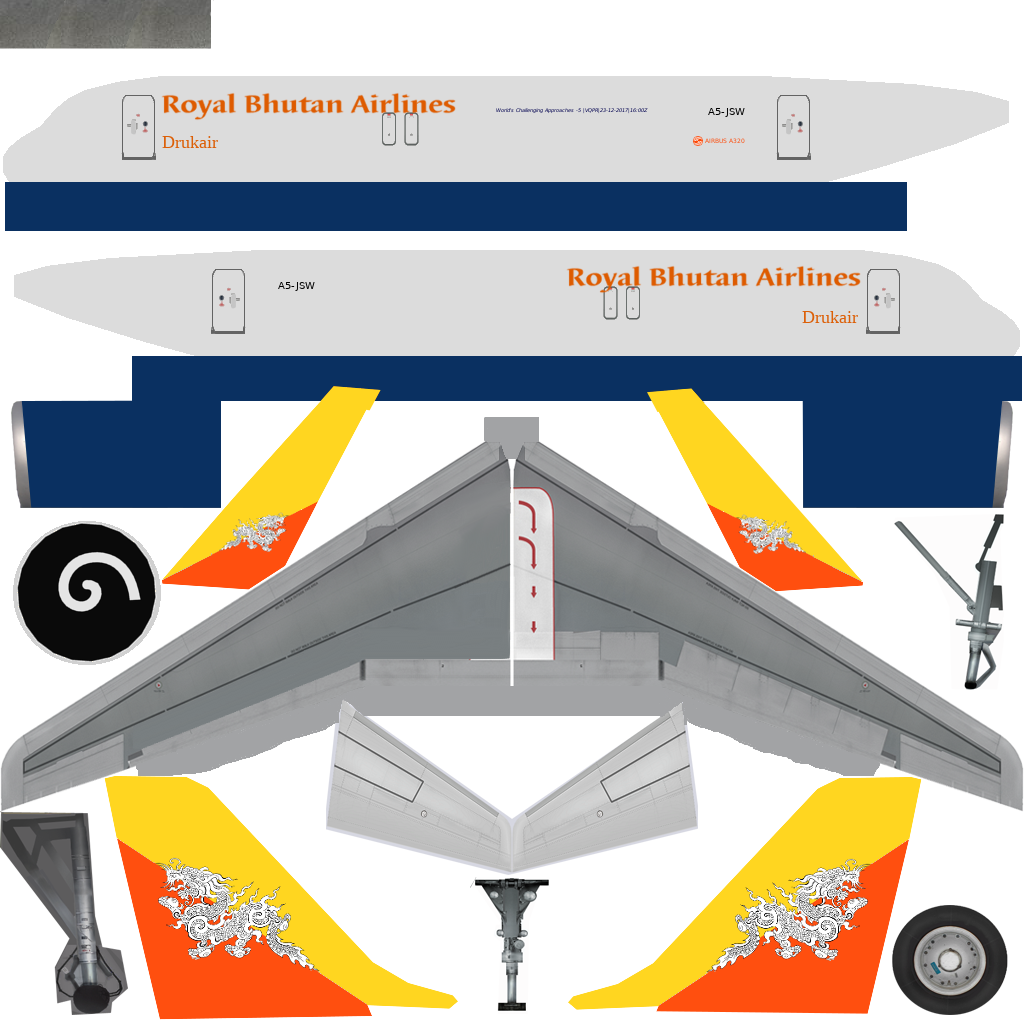 Royal Bhutan Airlines
World's Challenging Approaches -5 |VQPR|23-12-2017|16:00Z
A5-JSW
Drukair
AIRBUS A320
A5-JSW
Royal Bhutan Airlines
Drukair